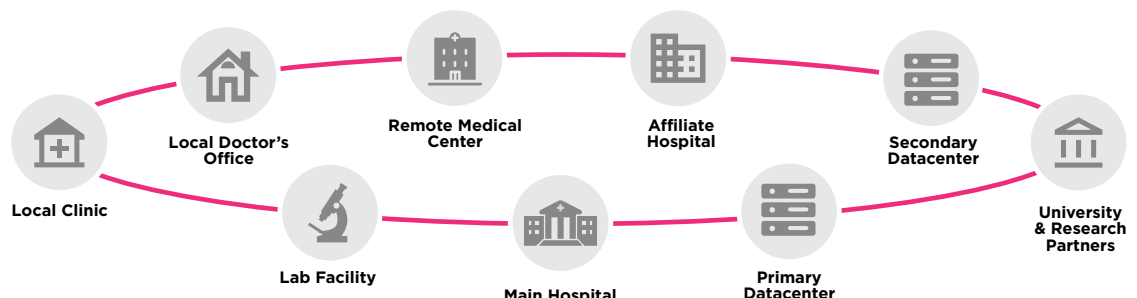 Local Clinic
Local Doctor's
Office
Remote Medical
Center
Affiliate
Hospital
Secondary
Datacenter
University
& Research
Partners
Lab Facility
Main Hospital
Primary
Datacenter